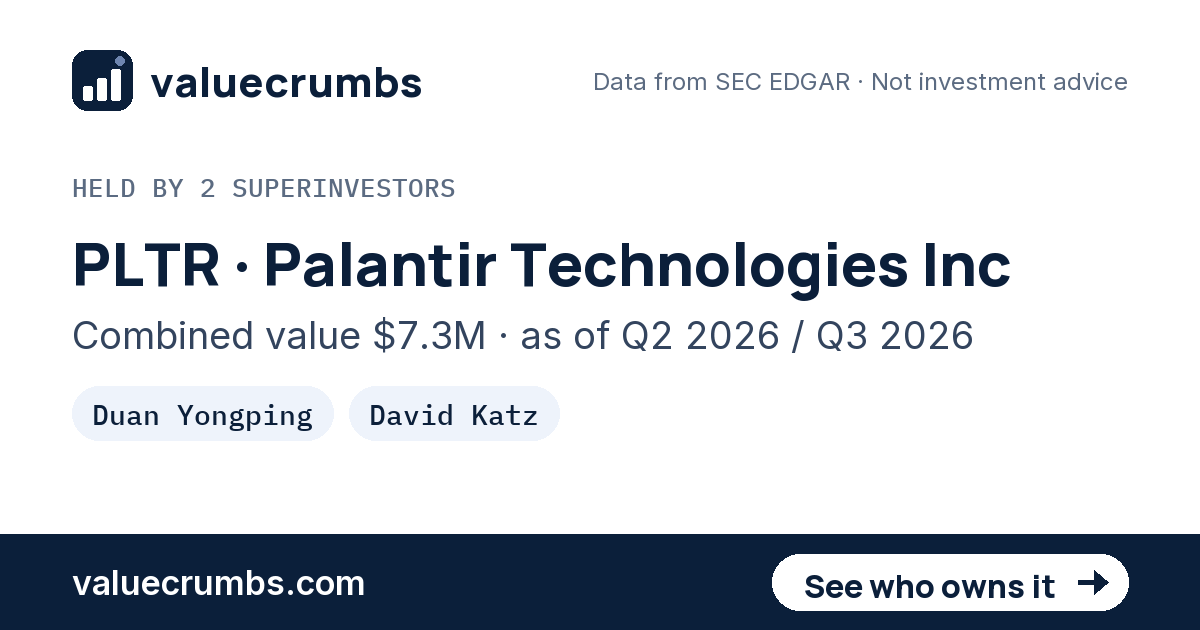 valuecrumbs
Data from SEC EDGAR · Not investment advice
HELD BY 2 SUPERINVESTORS
PLTR · Palantir Technologies Inc
Combined value $7.3M · as of Q2 2026 / Q3 2026
Duan Yongping
David Katz
valuecrumbs.com
See who owns it →